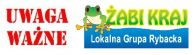 UWAGA
WAŻNE
ŻABI KRAJ
Lokalna Grupa Rybacka